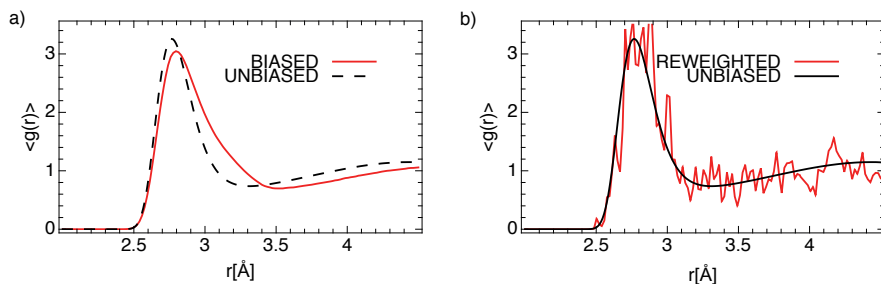 a)
<g(r)>
3
2
1
0
BIASED
UNBIASED
2.5
3
3.5
4
r[Å]
b)
<g(r)>
3
2
1
0
REWEIGHTED
UNBIASED
2.5
3
3.5
4
r[Å]